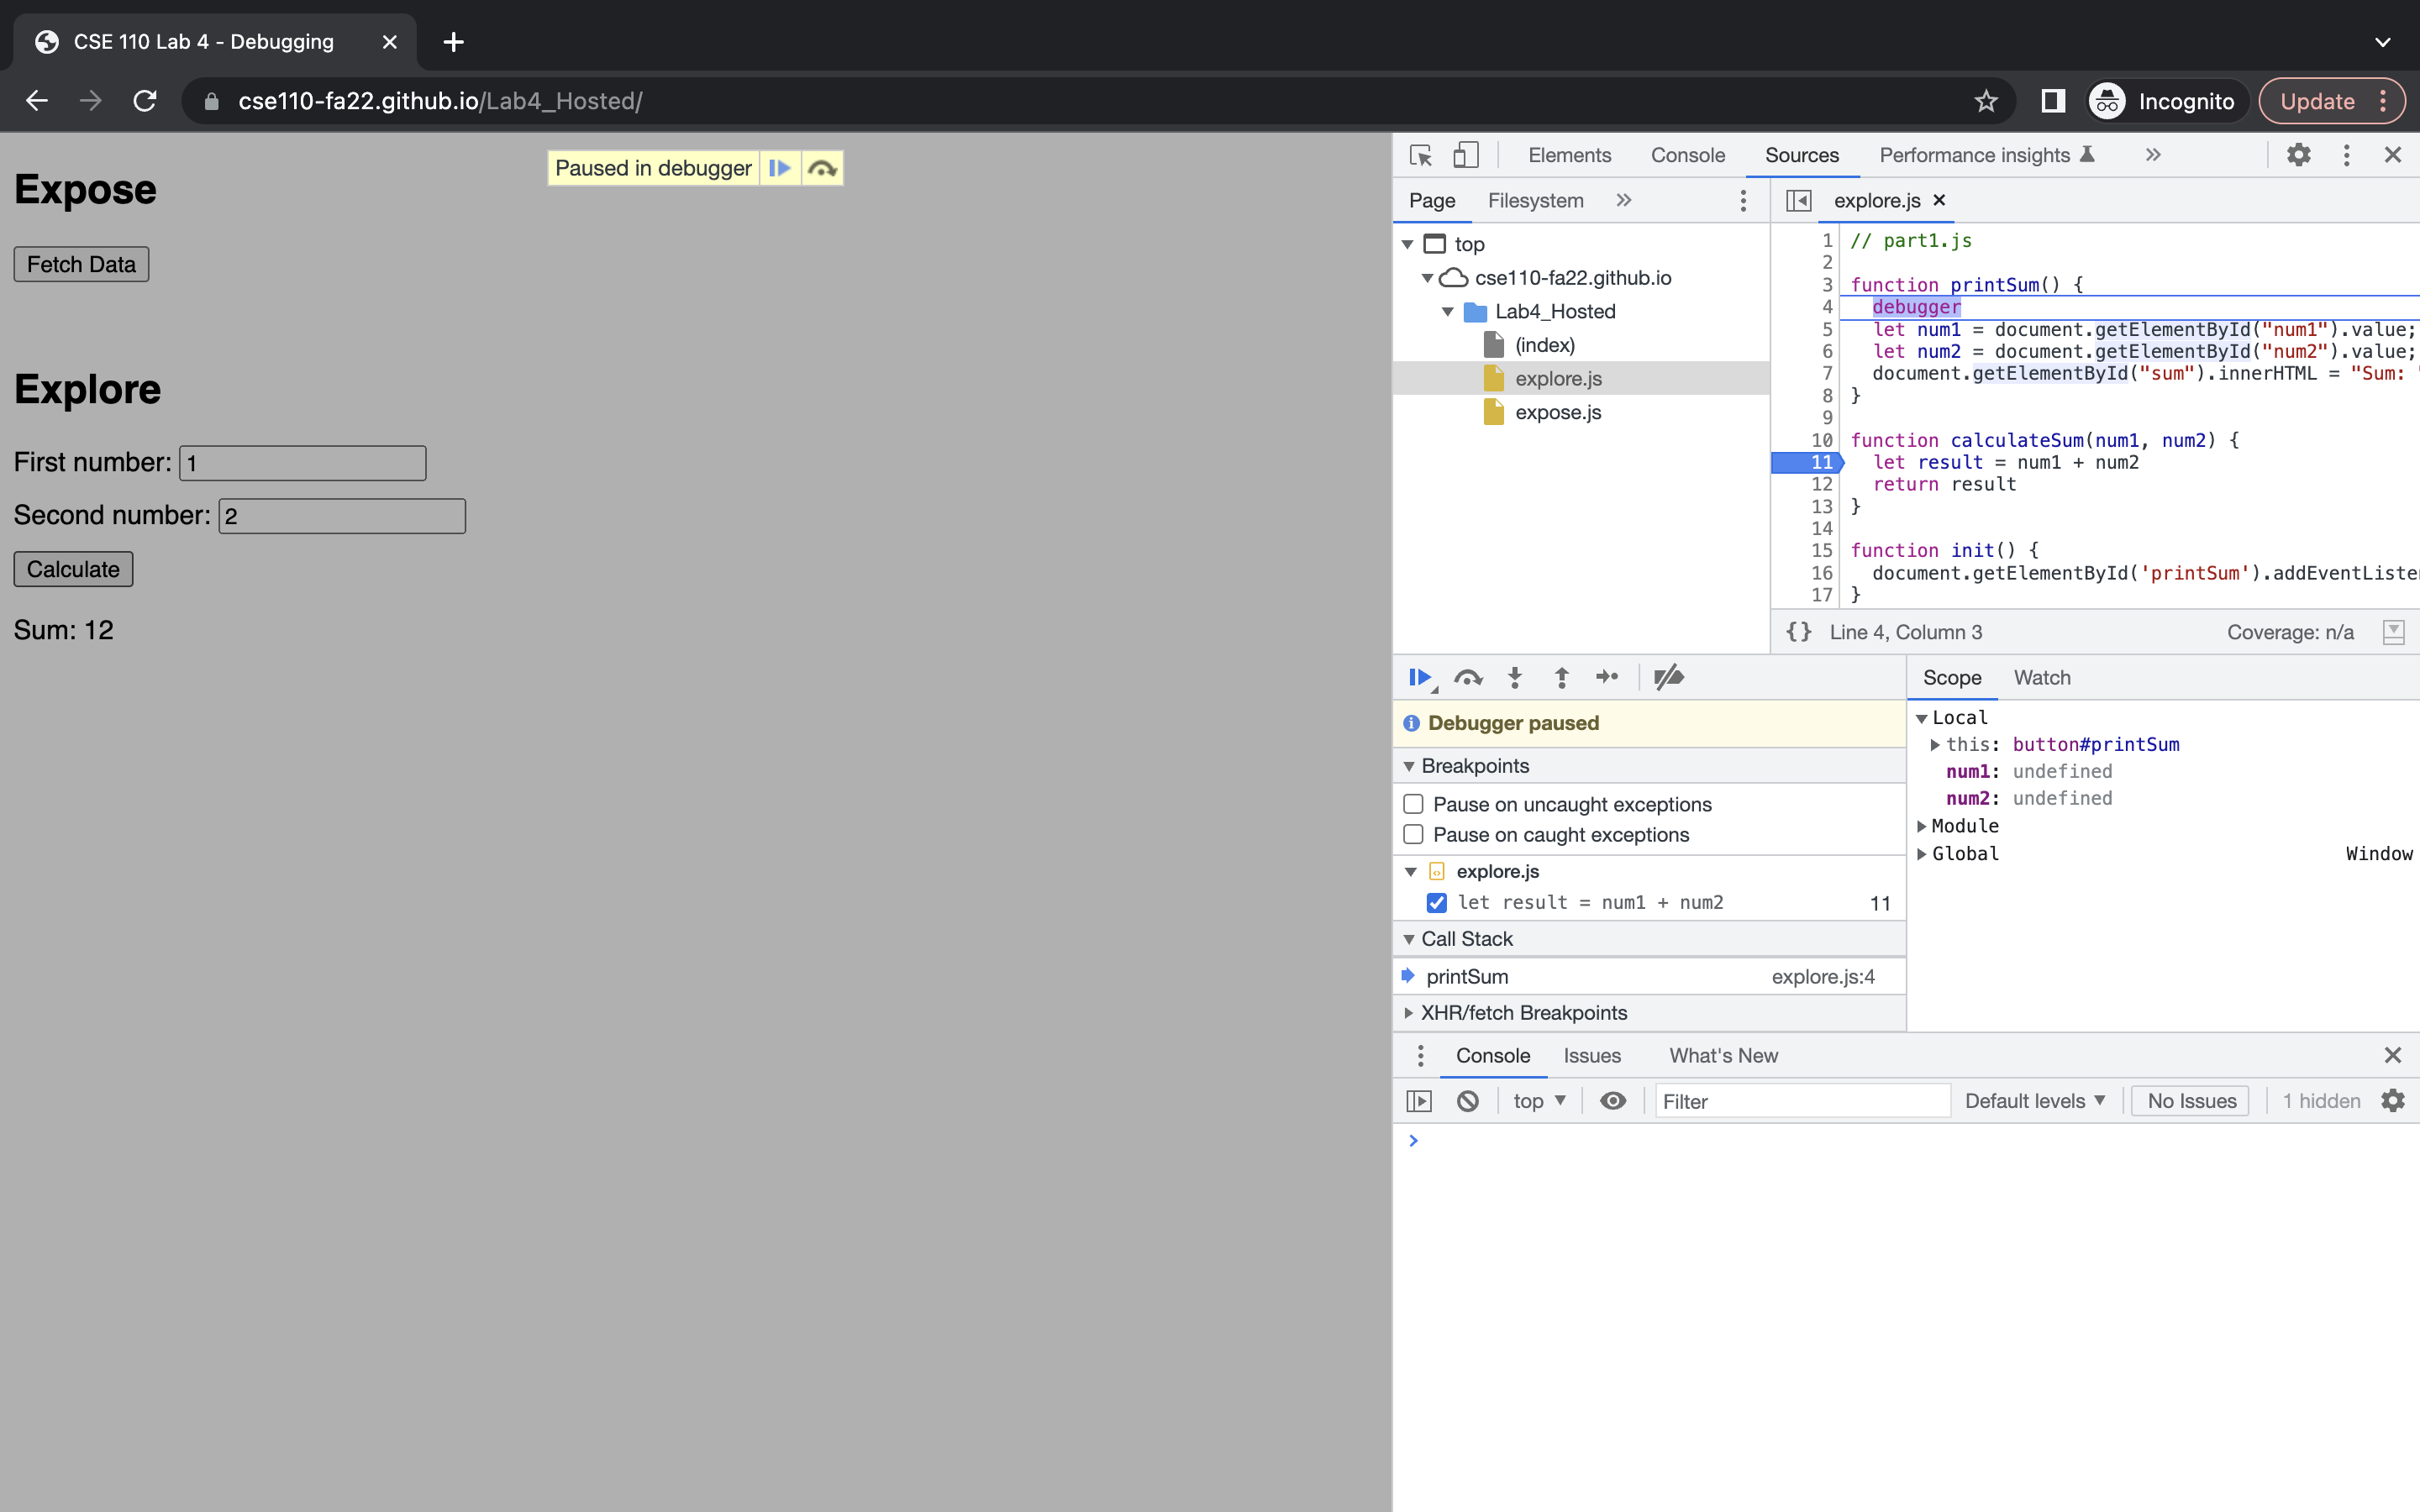 CSE 110 Lab 4 - Debugging
cse110-fa22.github.io/Lab4_Hosted/
Incognito
Update
Paused in debugger
Expose
Fetch Data
Explore
First number: 1
Second number: 2
Calculate
Sum: 12
Elements Console Sources Performance insights
Page Filesystem
top
cse110-fa22.github.io
Lab4_Hosted
(index)
explore.js
expose.js
explore.js
1 // part1.js
2
3 function printSum() {
4 debugger
5 let num1 = document.getElementById("num1").value;
6 let num2 = document.getElementById("num2").value;
7 document.getElementById("sum").innerHTML = "Sum: "
8 }
9
10 function calculateSum(num1, num2) {
11 let result = num1 + num2
12 return result
13 }
14
15 function init() {
16 document.getElementById('printSum').addEventListe
17 }
{} Line 4, Column 3 Coverage: n/a
Debugger paused
Breakpoints
Pause on uncaught exceptions
Pause on caught exceptions
explore.js
let result = num1 + num2 11
Call Stack
printSum explore.js:4
XHR/fetch Breakpoints
Scope Watch
Local
this: button#printSum
num1: undefined
num2: undefined
Module
Global Window
Console Issues What's New
top Filter Default levels No Issues 1 hidden